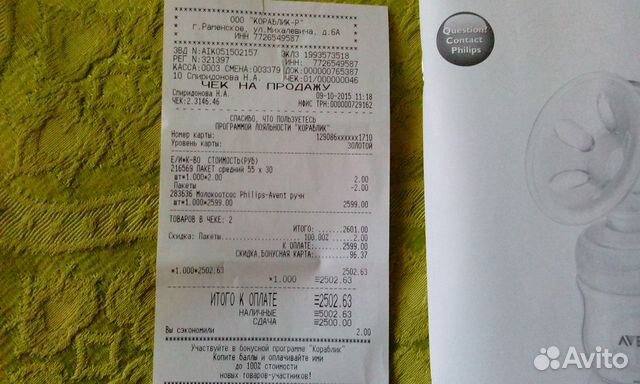 ООО "КОРАБЛИК-Р"
г.Раменское, ул.Михалевича, д.6А
ИНН 7726549587
ЗВД N:AIK051502157 ЭКЛЗ 1993573518
РЕГ N:321397 ИНН: 7726549587
КАССА:0003 СМЕНА:003379 ДОК:000000765387
10 Спиридонова Н.А. ЧЕК:01/000000046
ЧЕК НА ПРОДАЖУ
Спиридонова Н.А. 09-10-2015 11:18
ЧЕК:2.3146.46 НФИС ТРН:000000729162
СПАСИБО, ЧТО ПОЛЬЗУЕТЕСЬ
ПРОГРАММОЙ ЛОЯЛЬНОСТИ "КОРАБЛИК"
Номер карты: 129086xxxxxx1710
Уровень карты: ЗОЛОТОЙ
Е/И*К-ВО СТОИМОСТЬ(РУБ)
216569 ПАКЕТ средний 55 x 30
шт*1.000*2.00 2.00
Пакеты -2.00
283636 Молокоотсос Philips-Avent ручн
шт*1.000*2599.00 2599.00
ТОВАРОВ В ЧЕКЕ: 2
ИТОГО:.......2601.00
Скидка: Пакеты..... 100.00% ....2.00
К ОПЛАТЕ:.......2599.00
СКИДКА.БОНУСНАЯ КАРТА:......96.37
*1.000*2502.63 2502.63
*1.000 =2502.63
ИТОГО К ОПЛАТЕ =2502.63
НАЛИЧНЫЕ =5002.63
СДАЧА =2500.00
Вы сэкономили 2.00
Участвуйте в бонусной программе "Кораблик"
Копите баллы и оплачивайте ими
до 100% стоимости
новых товаров-участников!
Question?
Contact
Philips
AVE
Avito